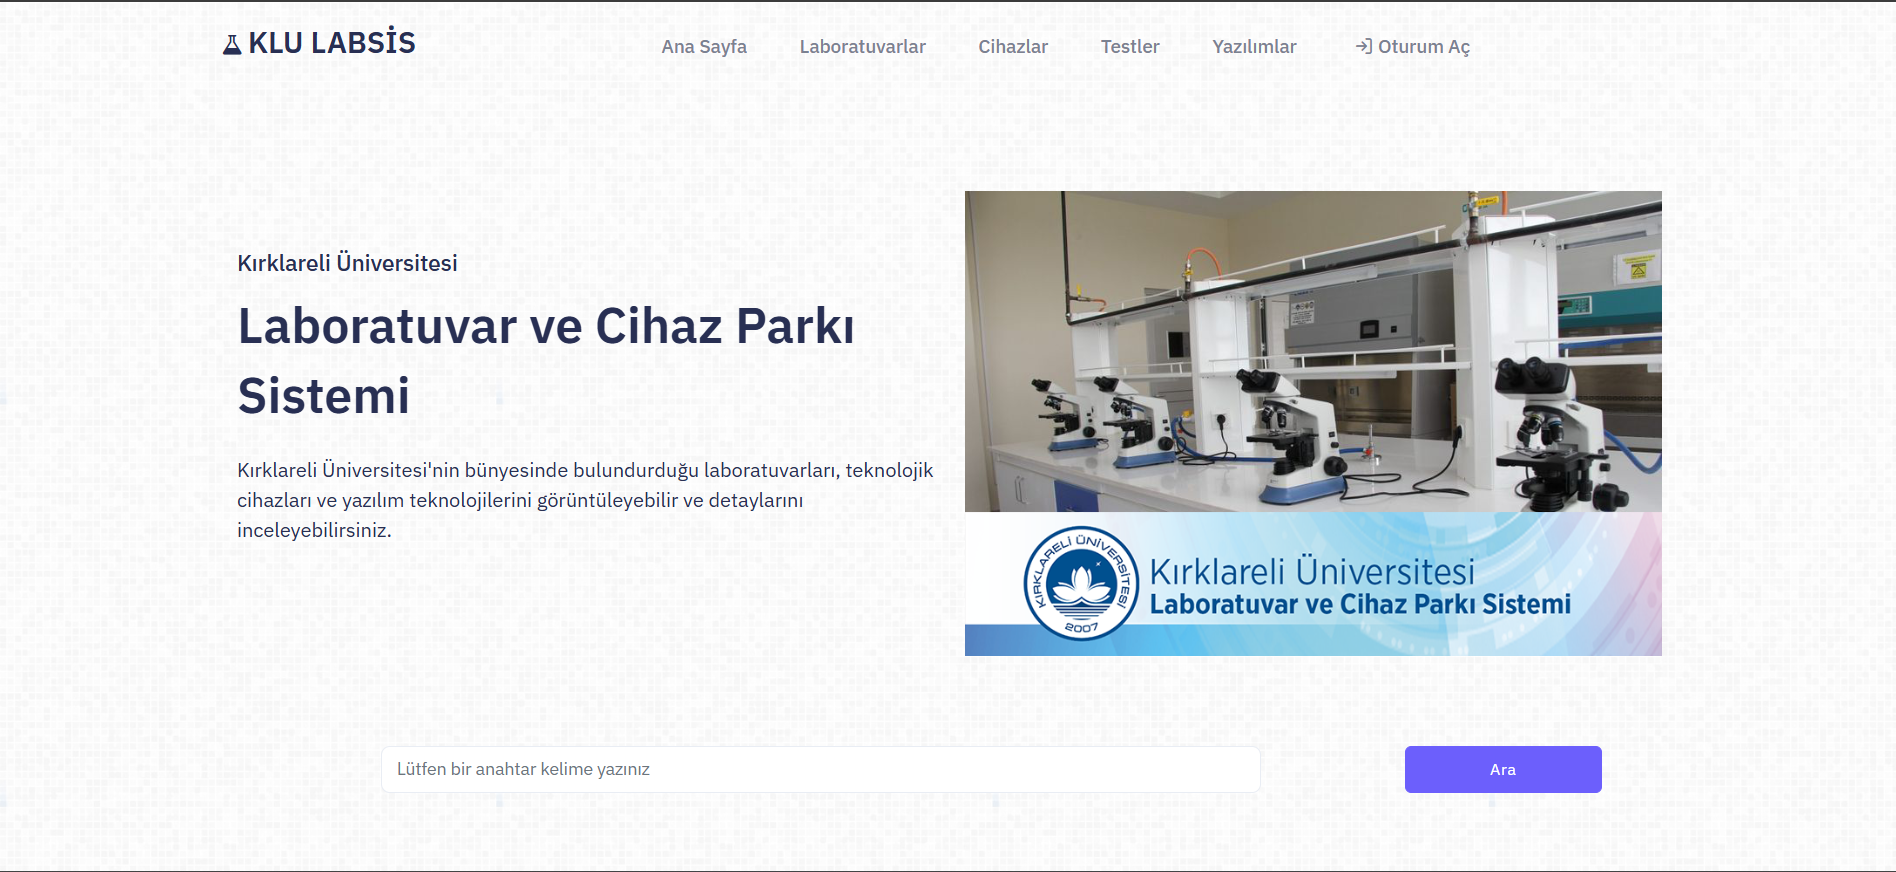 KLU LABSİS
Ana Sayfa
Laboratuvarlar
Cihazlar
Testler
Yazılımlar
Oturum Aç
Kırklareli Üniversitesi
Laboratuvar ve Cihaz Parkı
Sistemi
Kırklareli Üniversitesi'nin bünyesinde bulundurduğu laboratuvarları, teknolojik
cihazları ve yazılım teknolojilerini görüntüleyebilir ve detaylarını
inceleyebilirsiniz.
KIRKLARELİ ÜNİVERSİTESİ
2007
Kırklareli Üniversitesi
Laboratuvar ve Cihaz Parkı Sistemi
Lütfen bir anahtar kelime yazınız
Ara